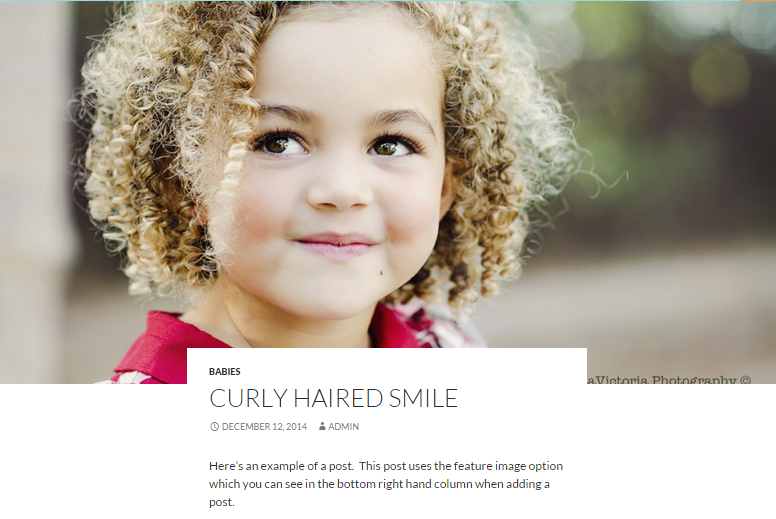 aVictoria Photography ©
BABIES
CURLY HAIRED SMILE
DECEMBER 12, 2014 ADMIN
Here's an example of a post. This post uses the feature image option
which you can see in the bottom right hand column when adding a
post.